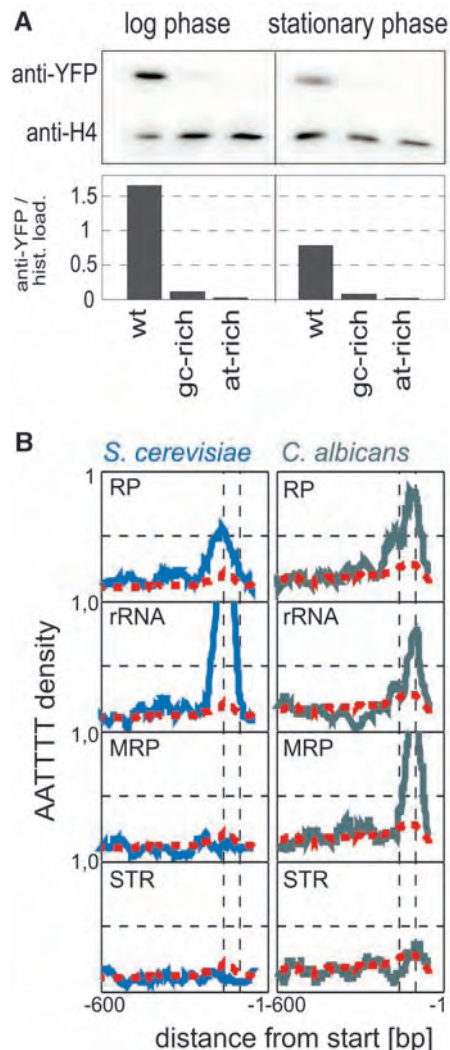 A
log phase stationary phase
anti-YFP
anti-H4
anti-YFP /
hist. load.
1.5
1
0.5
0
wt
gc-rich
at-rich
wt
gc-rich
at-rich
B
S. cerevisiae C. albicans
AATTTT density
1
RP RP
1,0
rRNA rRNA
1,0
MRP MRP
1,0
STR STR
-600 -1 -600 -1
distance from start [bp]